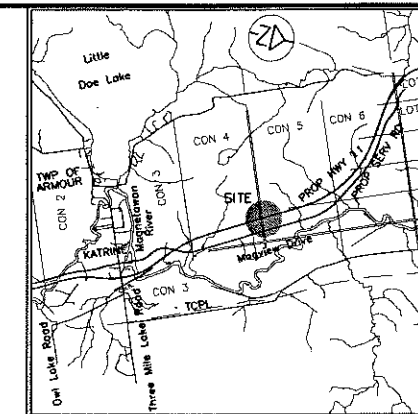 Little
Doe Lake
Z
CON 4
CON 5
CON 6
LOT
LOT
TWP OF
ARMOUR
CON 2
CON 3
Magnetawan
River
SITE
PROP HWY 11
PROP SERV RD
KATRINE
Magview Drive
CON 3
TCPL
Owl Lake Road
Three Mile Lake Road